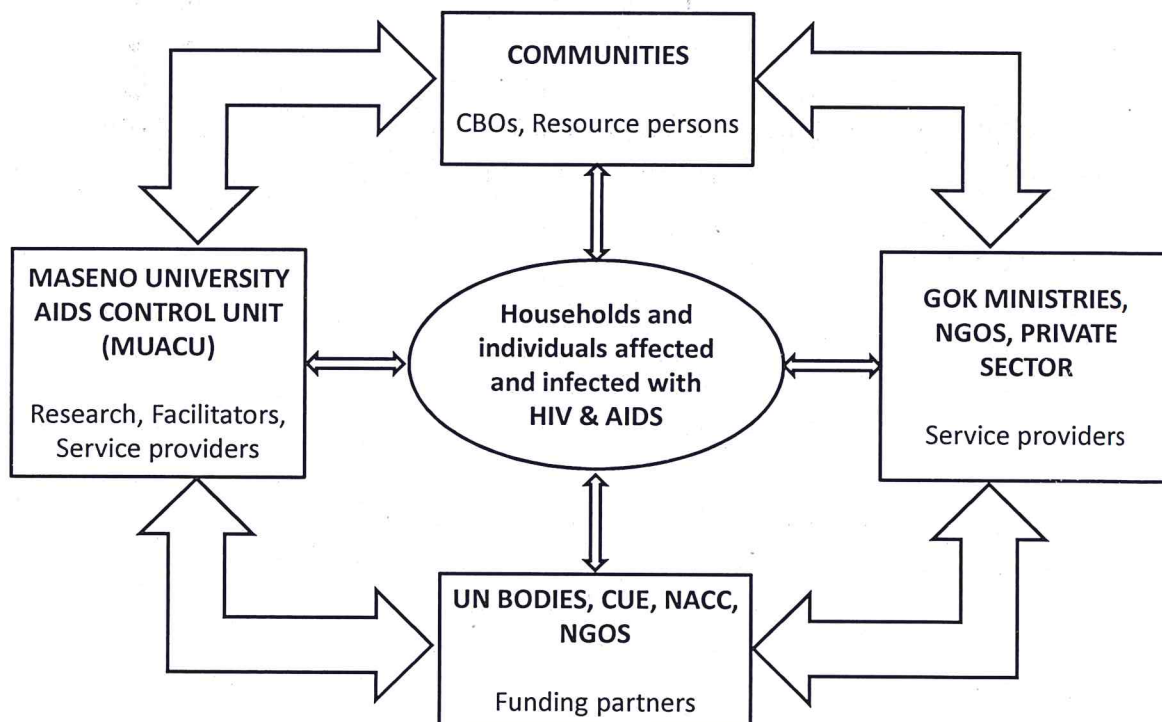 COMMUNITIES
CBOs, Resource persons
MASENO UNIVERSITY
AIDS CONTROL UNIT
(MUACU)
Research, Facilitators,
Service providers
Households and
individuals affected
and infected with
HIV & AIDS
GOK MINISTRIES,
NGOS, PRIVATE
SECTOR
Service providers
UN BODIES, CUE, NACC,
NGOS
Funding partners